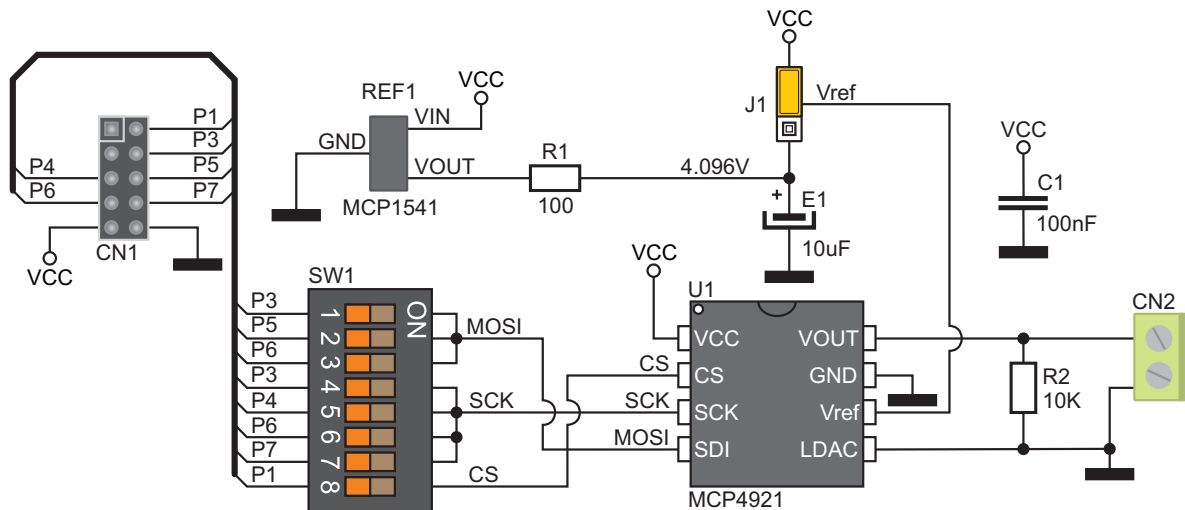 VCC
P1
P3
P5
P7
P4
P6
VCC
CN1
REF1
VCC
VIN
GND
VOUT
MCP1541
R1
100
4.096V
VCC
J1
Vref
+
E1
10uF
VCC
C1
100nF
SW1
ON
P3
P5
P6
P3
P4
P6
P7
P1
1
2
3
4
5
6
7
8
MOSI
SCK
CS
VCC
CS
SCK
MOSI
U1
VCC
CS
SCK
SDI
VOUT
GND
Vref
LDAC
MCP4921
R2
10K
CN2